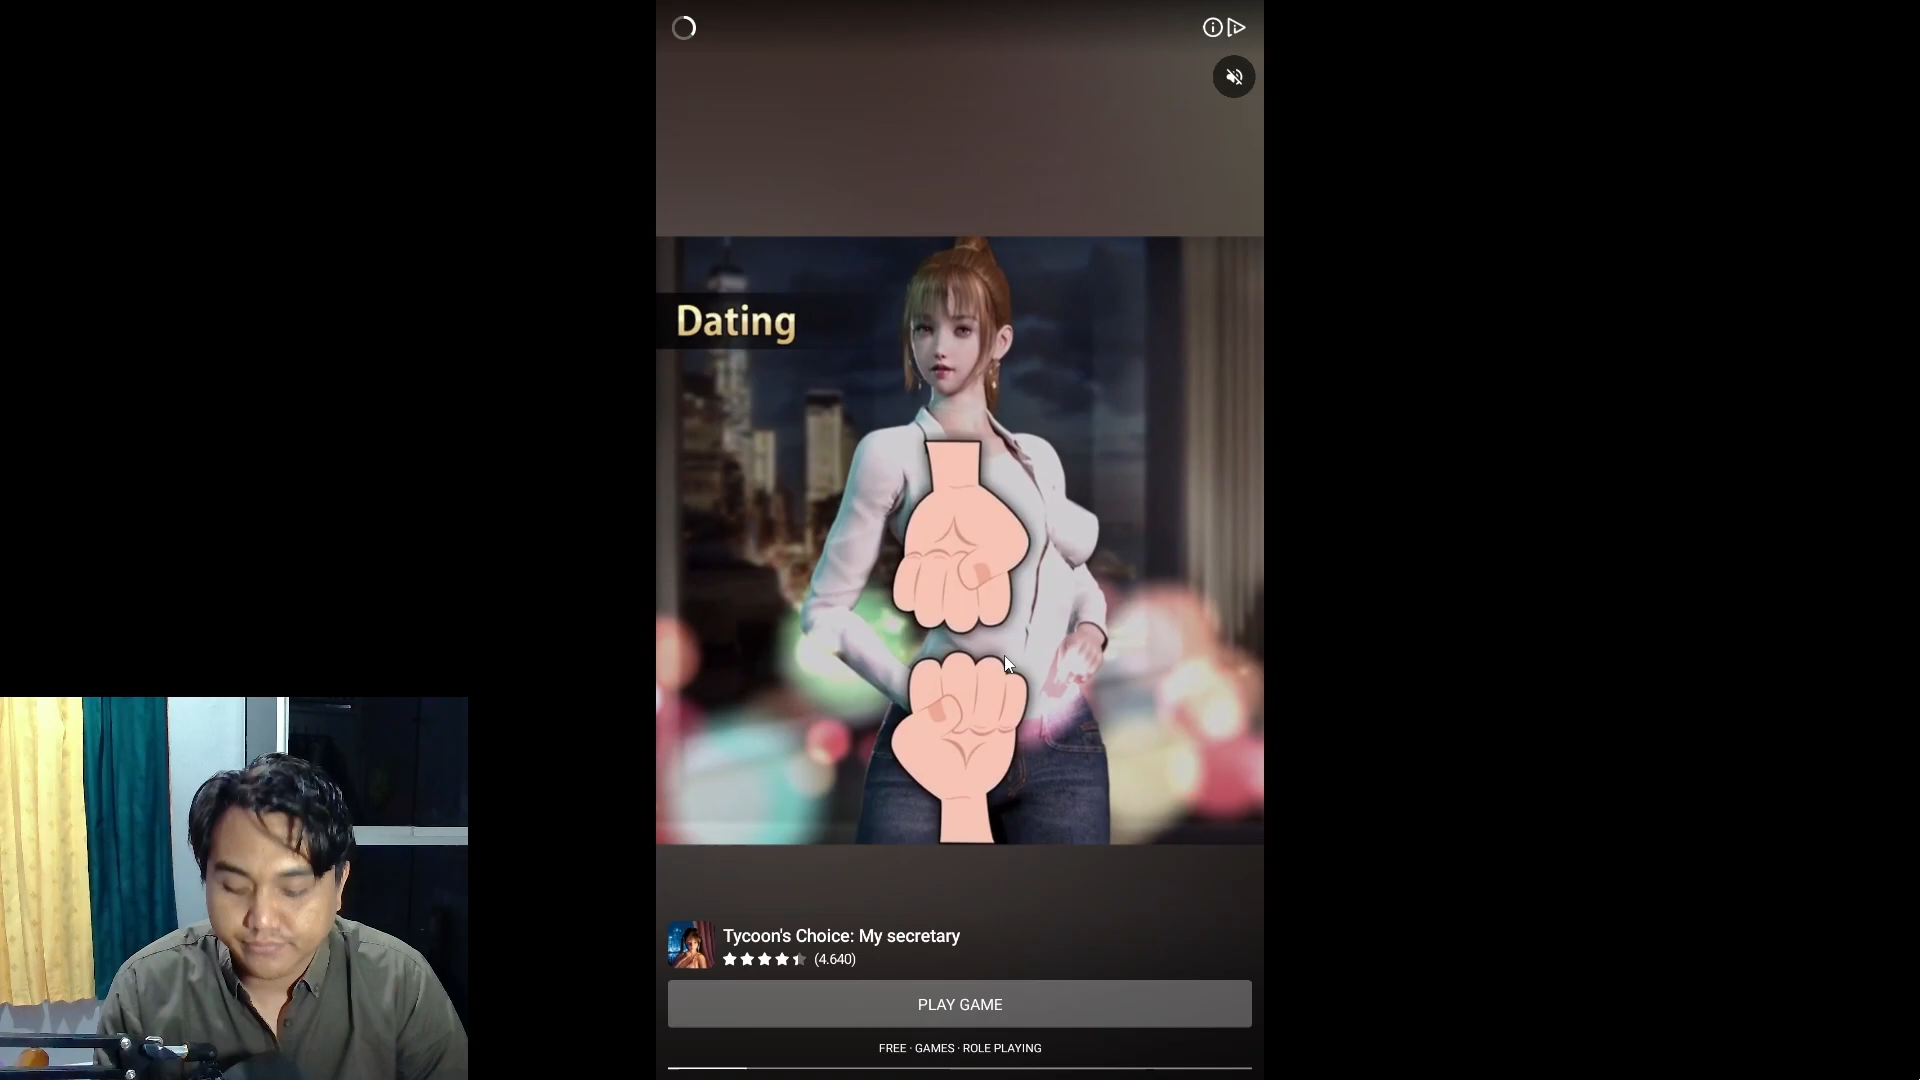 Dating
Tycoon's Choice: My secretary
(4.640)
PLAY GAME
FREE · GAMES · ROLE PLAYING